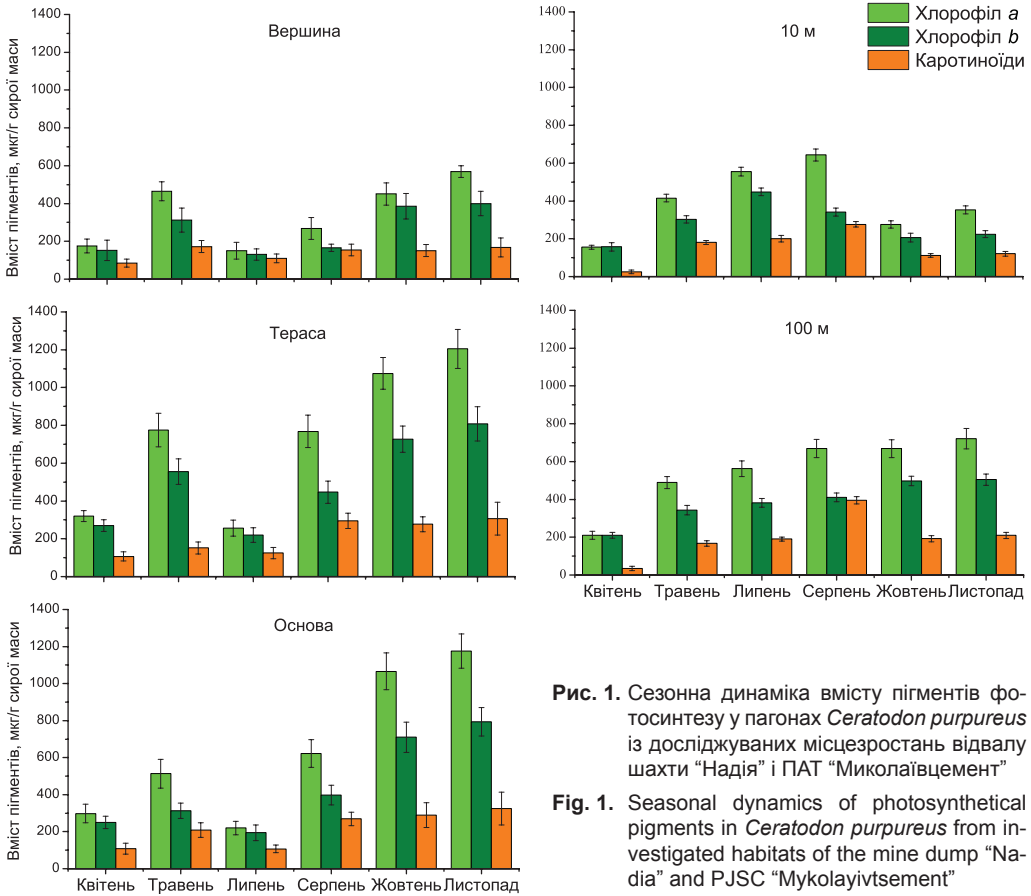 Вміст пігментів, мкг/г сирої маси
1400
1200
1000
800
600
400
200
0
Вершина
1400
1200
1000
800
600
400
200
0
10 м
Хлорофіл a
Хлорофіл b
Каротиноїди
Вміст пігментів, мкг/г сирої маси
1400
1200
1000
800
600
400
200
0
Тераса
1400
1200
1000
800
600
400
200
0
100 м
Квітень Травень Липень Серпень Жовтень Листопад
Вміст пігментів, мкг/г сирої маси
1400
1200
1000
800
600
400
200
0
Основа
Квітень Травень Липень Серпень Жовтень Листопад
Рис. 1. Сезонна динаміка вмісту пігментів фо-
тосинтезу у пагонах Ceratodon purpureus
із досліджуваних місцезростань відвалу
шахти “Надія” і ПАТ “Миколаївцемент”
Fig. 1. Seasonal dynamics of photosynthetical
pigments in Ceratodon purpureus from in-
vestigated habitats of the mine dump “Na-
dia” and PJSC “Mykolayivtsement”